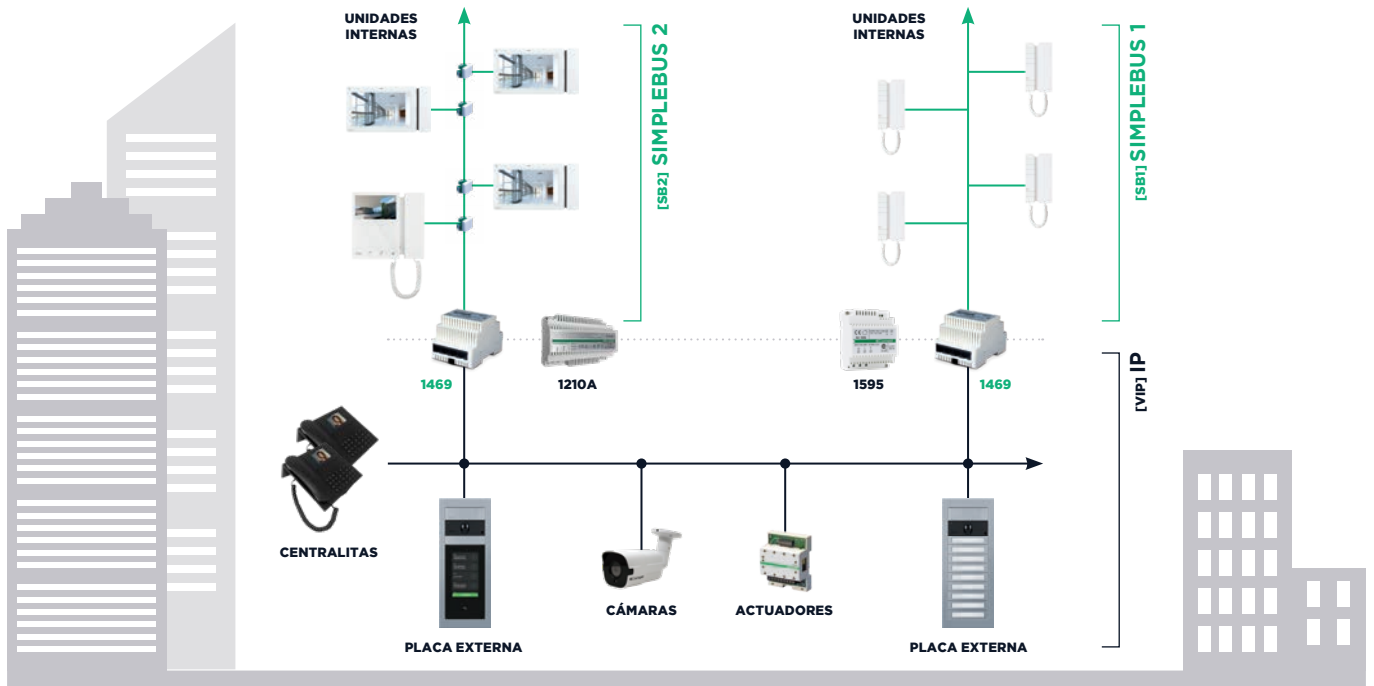 UNIDADES
INTERNAS
[SB2] SIMPLEBUS 2
UNIDADES
INTERNAS
[SB1] SIMPLEBUS 1
1469
1210A
1595
1469
[VIP] IP
CENTRALITAS
CÁMARAS
ACTUADORES
PLACA EXTERNA
PLACA EXTERNA